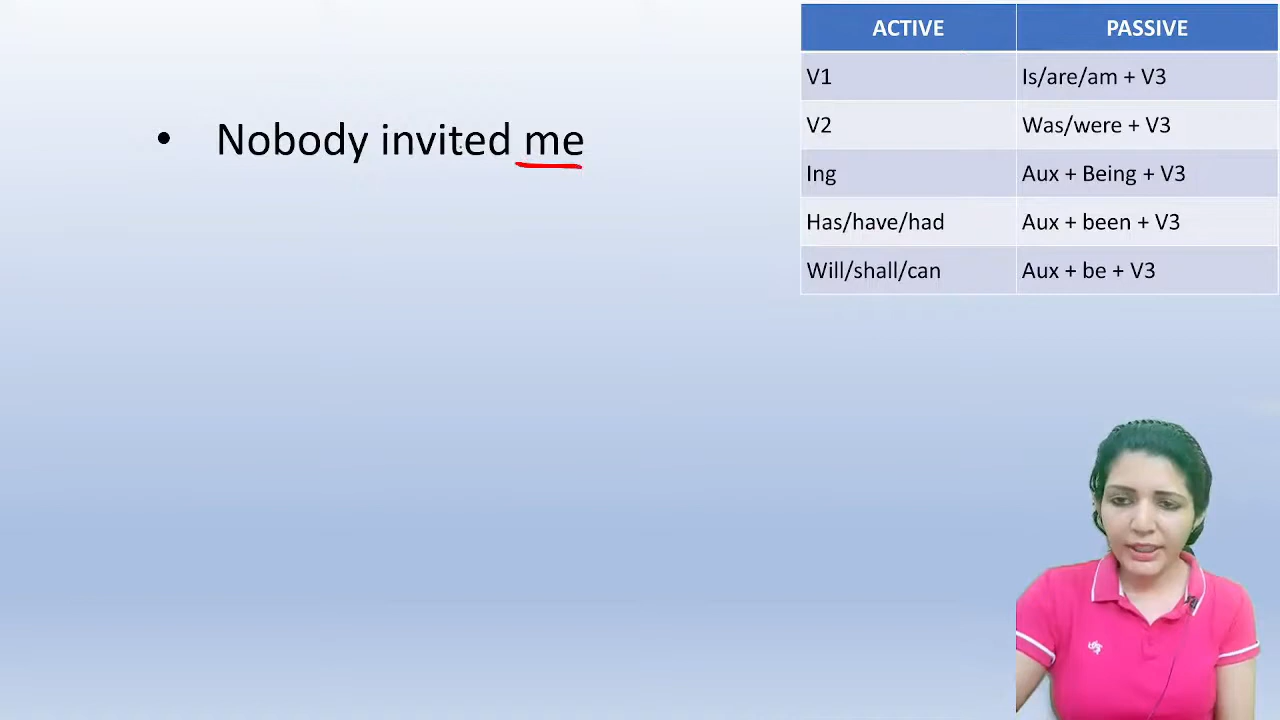 • Nobody invited me
ACTIVE PASSIVE
V1 Is/are/am + V3
V2 Was/were + V3
Ing Aux + Being + V3
Has/have/had Aux + been + V3
Will/shall/can Aux + be + V3